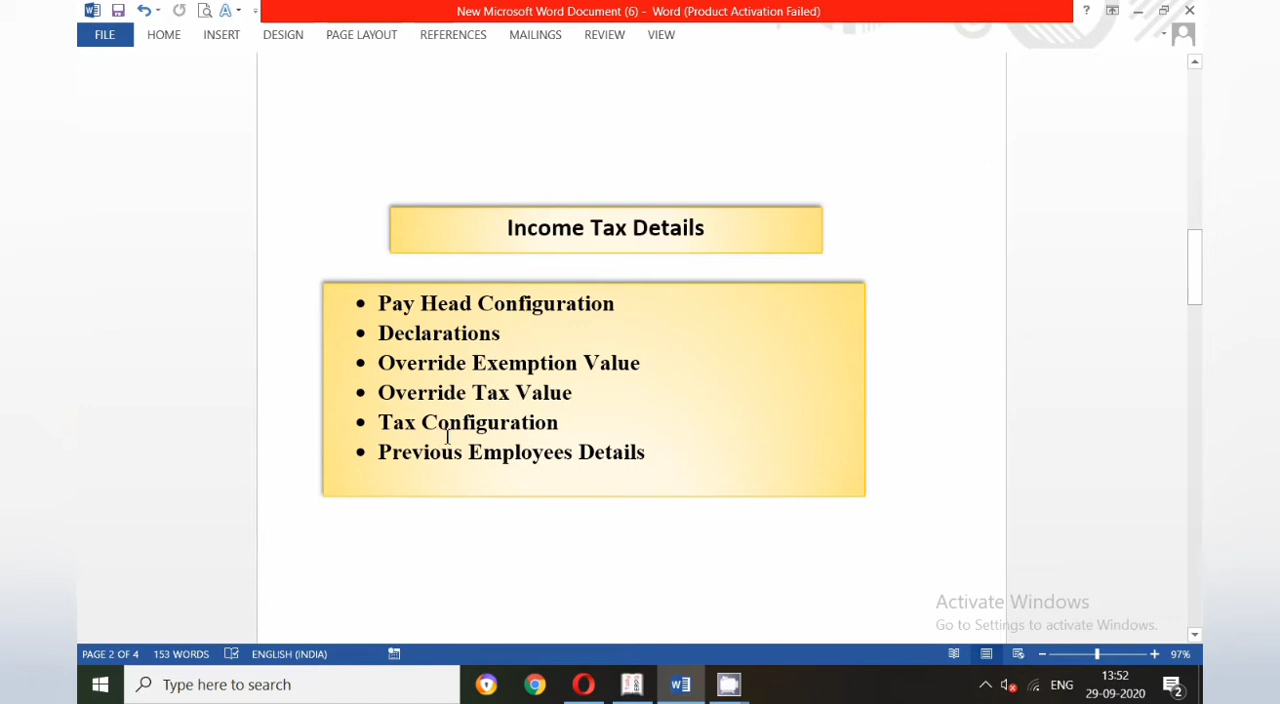 New Microsoft Word Document (6) - Word (Product Activation Failed)
FILE HOME INSERT DESIGN PAGE LAYOUT REFERENCES MAILINGS REVIEW VIEW
Income Tax Details
• Pay Head Configuration
• Declarations
• Override Exemption Value
• Override Tax Value
• Tax Configuration
• Previous Employees Details
Activate Windows
Go to Settings to activate Windows.
PAGE 2 OF 4 153 WORDS ENGLISH (INDIA) 97%
Type here to search
ENG
13:52
29-09-2020
2